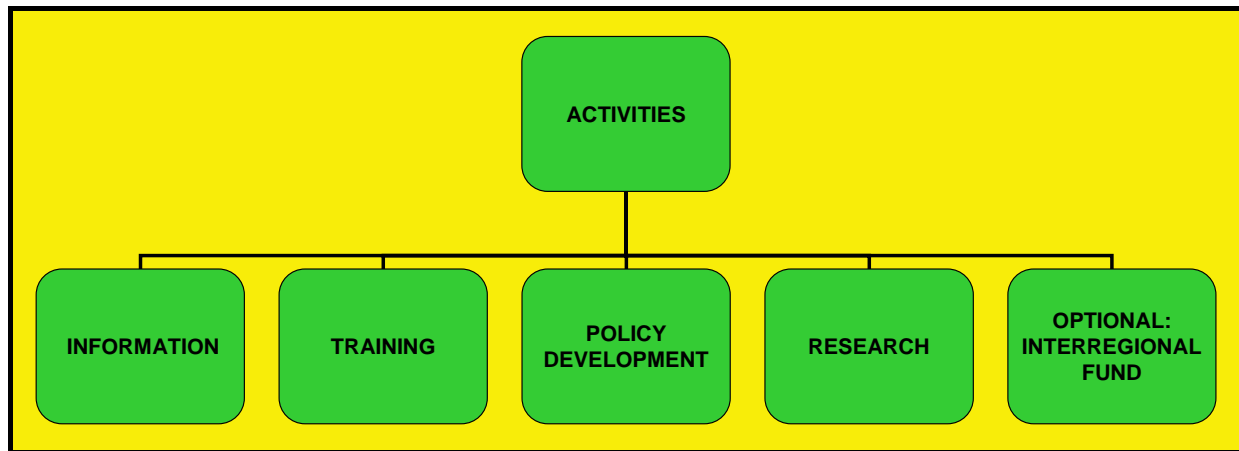 ACTIVITIES
INFORMATION
TRAINING
POLICY
DEVELOPMENT
RESEARCH
OPTIONAL:
INTERREGIONAL
FUND